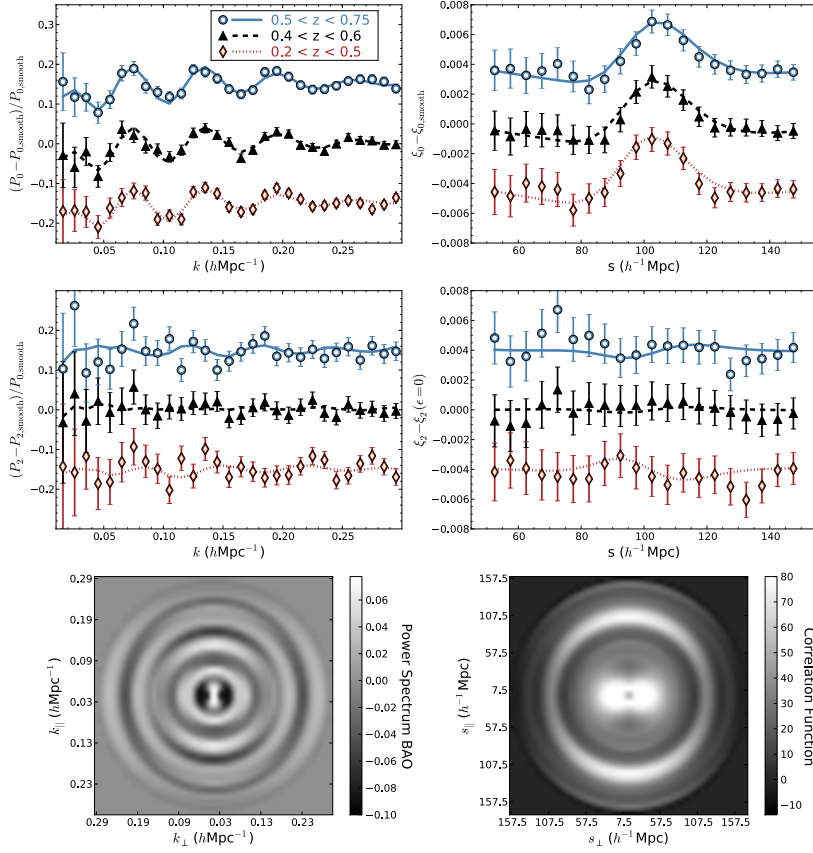 0.5 < z < 0.75
0.4 < z < 0.6
0.2 < z < 0.5
(P₀−P₀,smooth)/P₀,smooth
0.3
0.2
0.1
0.0
−0.1
−0.2
0.05 0.10 0.15 0.20 0.25
k (hMpc⁻¹)
ξ₀−ξ₀,smooth
0.008
0.006
0.004
0.002
0.000
−0.002
−0.004
−0.006
−0.008
60 80 100 120 140
s (h⁻¹ Mpc)
(P₂−P₂,smooth)/P₀,smooth
0.2
0.1
0.0
−0.1
−0.2
0.05 0.10 0.15 0.20 0.25
k (hMpc⁻¹)
ξ₂−ξ₂(ϵ=0)
0.008
0.006
0.004
0.002
0.000
−0.002
−0.004
−0.006
−0.008
60 80 100 120 140
s (h⁻¹ Mpc)
k∥ (hMpc⁻¹)
0.29
0.19
0.09
0.03
0.13
0.23
0.29 0.19 0.09 0.03 0.13 0.23
k⊥ (hMpc⁻¹)
0.06
0.04
0.02
0.00
−0.02
−0.04
−0.06
−0.08
−0.10
Power Spectrum BAO
s∥ (h⁻¹ Mpc)
157.5
107.5
57.5
7.5
57.5
107.5
157.5
157.5 107.5 57.5 7.5 57.5 107.5 157.5
s⊥ (h⁻¹ Mpc)
80
70
60
50
40
30
20
10
0
−10
Correlation Function